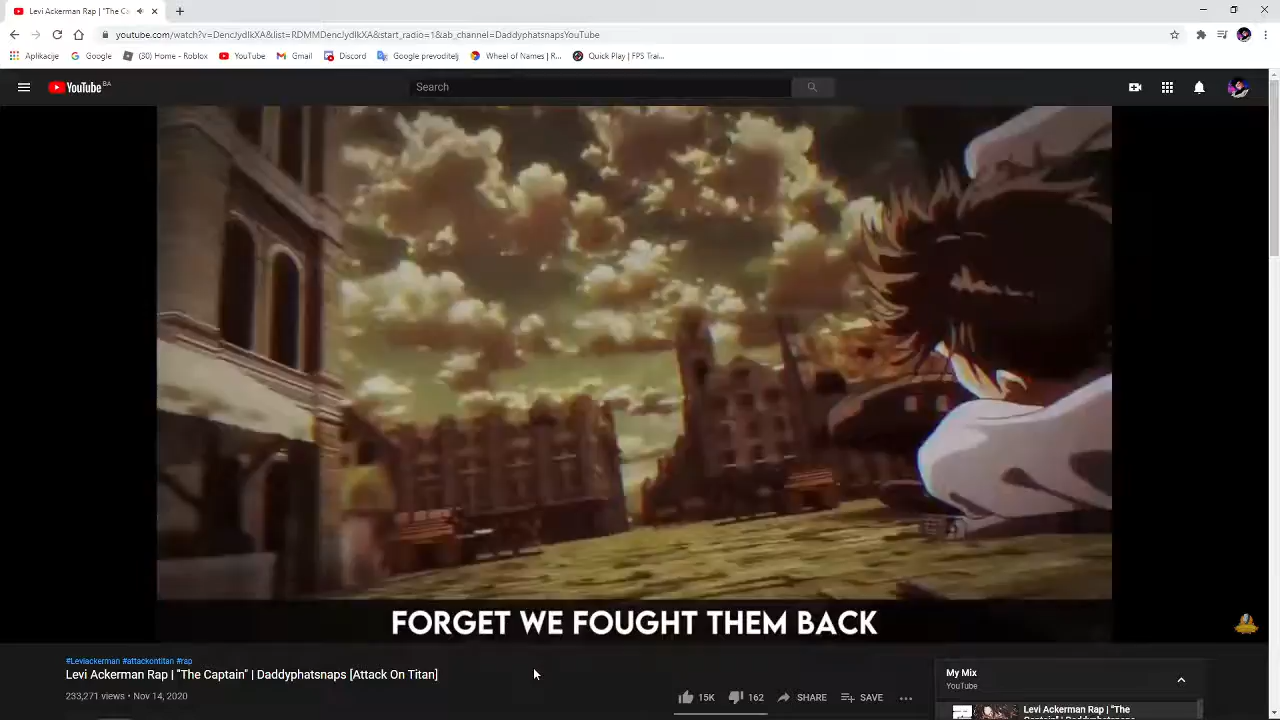 Levi Ackerman Rap | "The Ca
youtube.com/watch?v=DencJydIkXA&list=RDMMDencJydIkXA&start_radio=1&ab_channel=DaddyphatsnapsYouTube
Aplikacije Google (30) Home - Roblox YouTube Gmail Discord Google prevoditelj Wheel of Names | R... Quick Play | FPS Trai...
YouTube BA Search
FORGET WE FOUGHT THEM BACK
#Leviackerman #attackontitan #rap
Levi Ackerman Rap | "The Captain" | Daddyphatsnaps [Attack On Titan]
233,271 views • Nov 14, 2020
15K 162 SHARE SAVE
My Mix
YouTube
Levi Ackerman Rap | "The